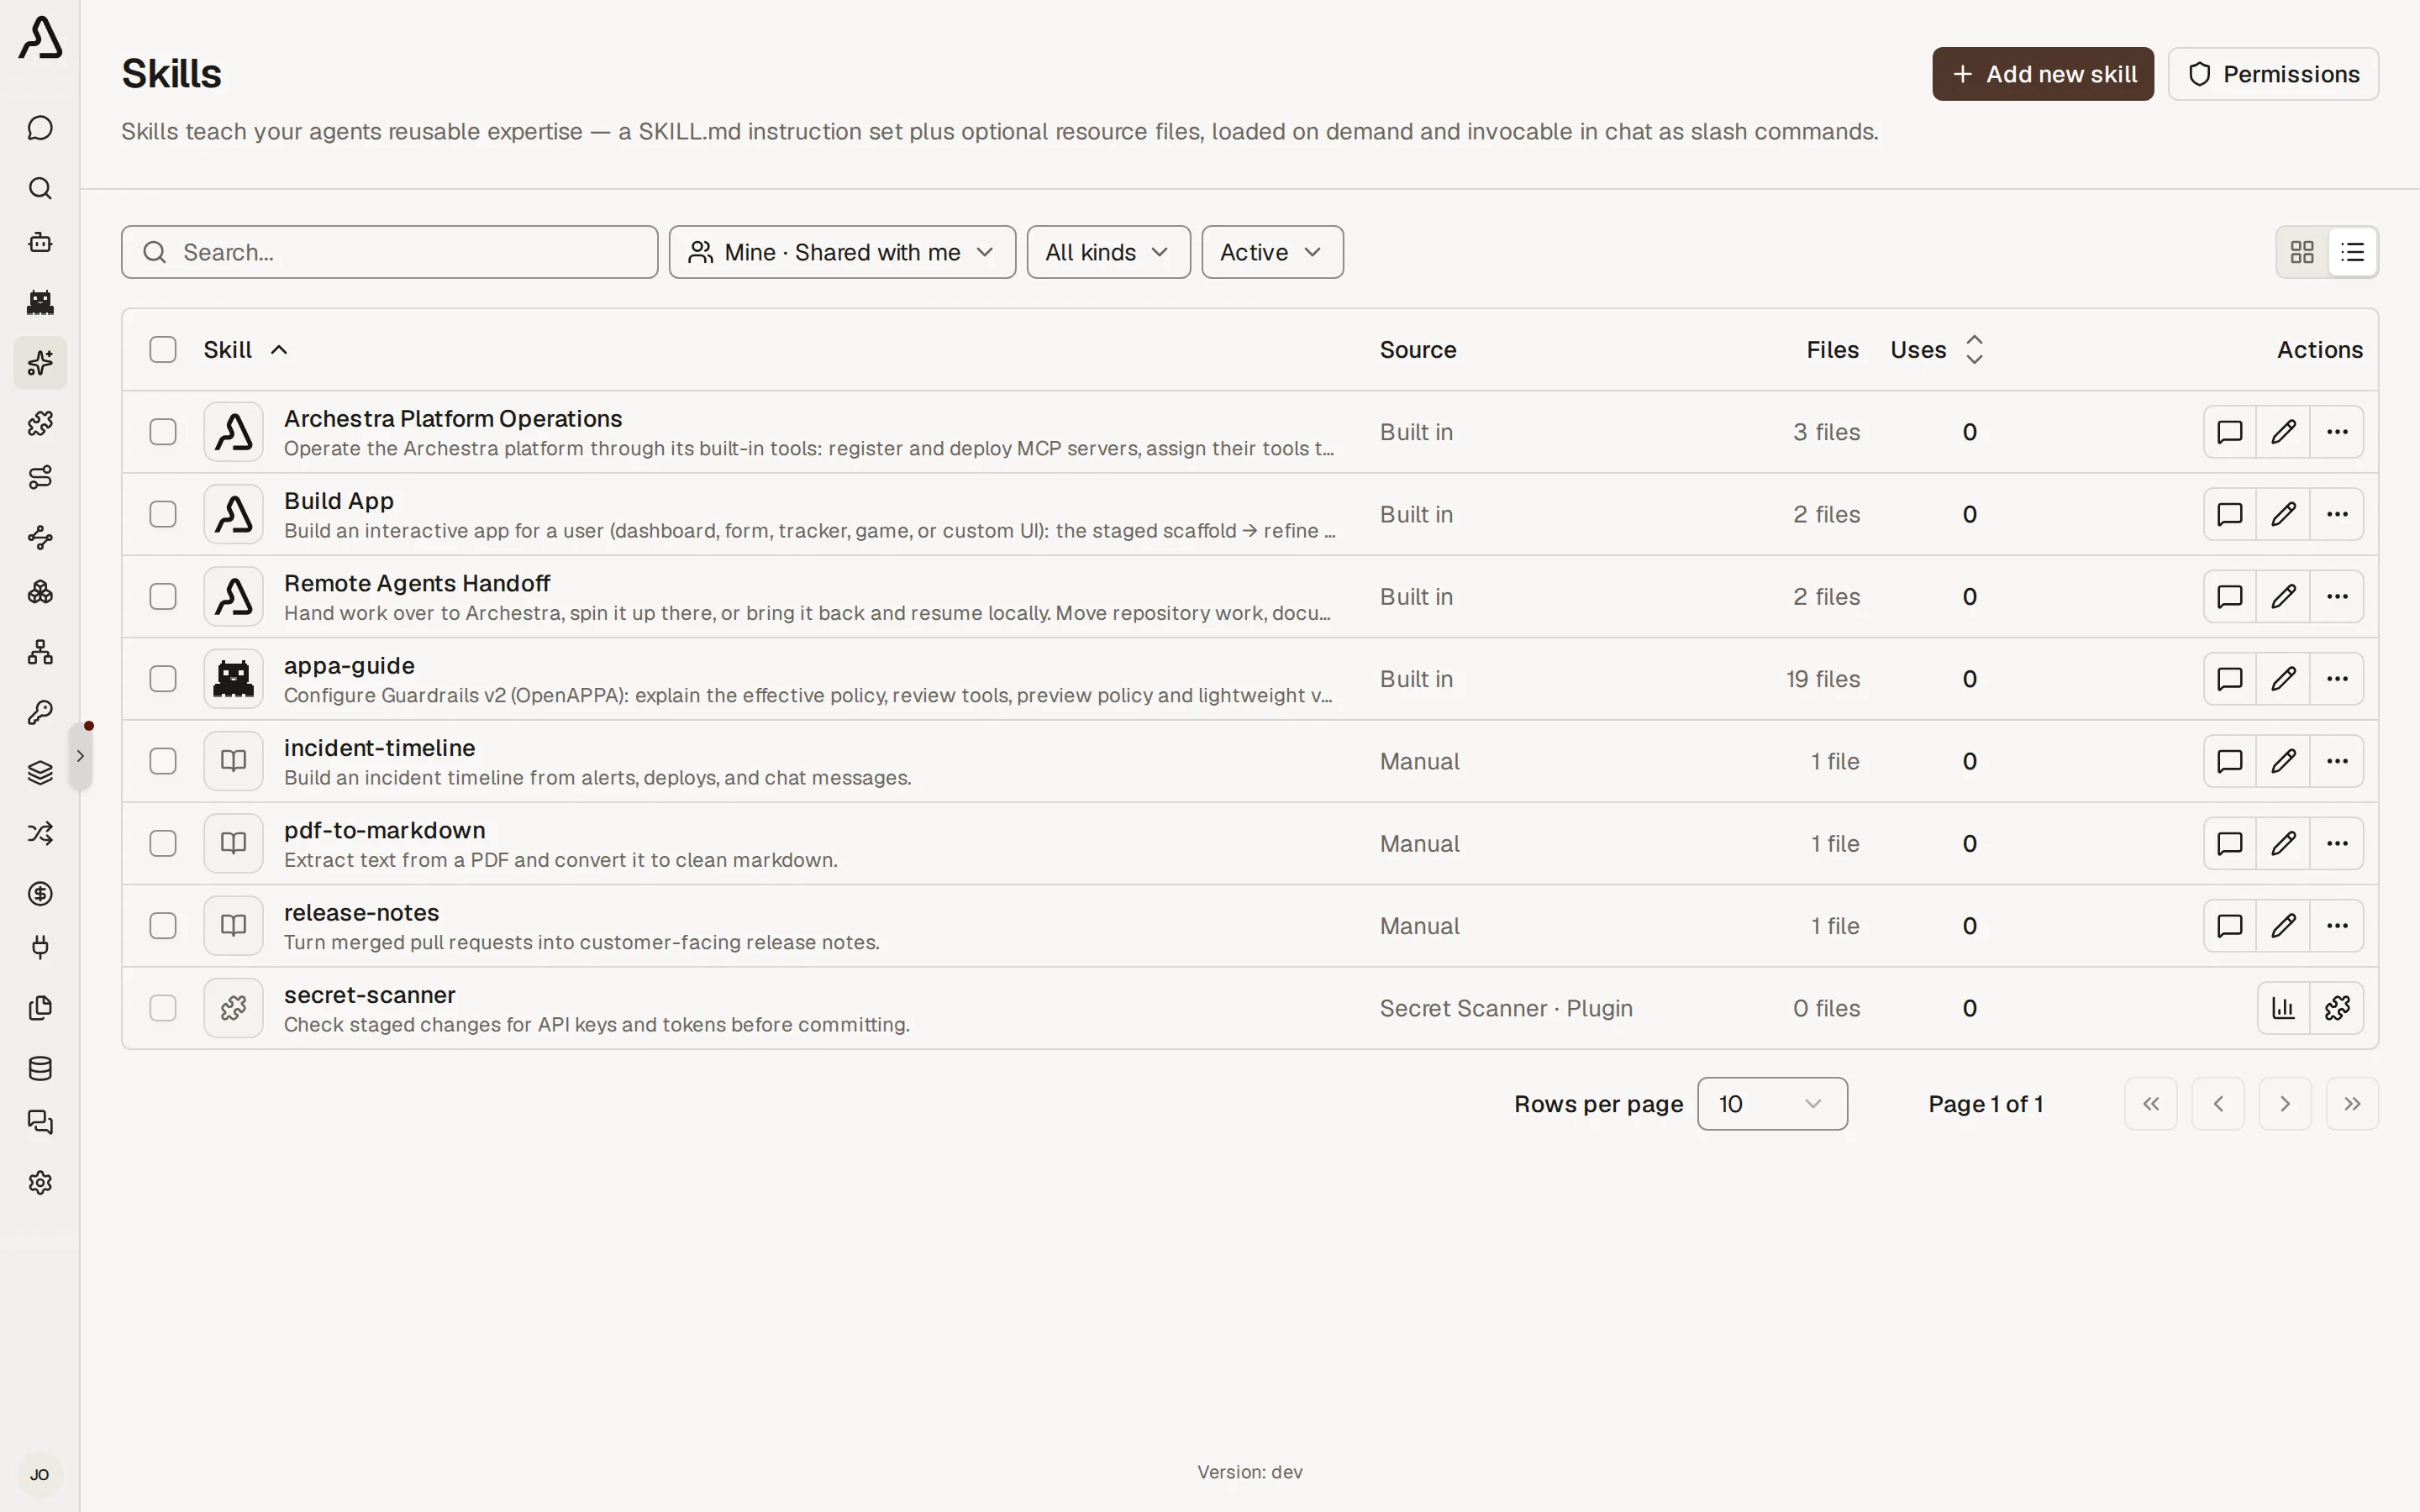 Skills
Add new skill
Permissions
Skills teach your agents reusable expertise — a SKILL.md instruction set plus optional resource files, loaded on demand and invocable in chat as slash commands.
Search...
Mine · Shared with me
All kinds
Active
Skill
Source
Files
Uses
Actions
Archestra Platform Operations
Operate the Archestra platform through its built-in tools: register and deploy MCP servers, assign their tools t...
Built in
3 files
0
Build App
Build an interactive app for a user (dashboard, form, tracker, game, or custom UI): the staged scaffold → refine ...
Built in
2 files
0
Remote Agents Handoff
Hand work over to Archestra, spin it up there, or bring it back and resume locally. Move repository work, docu...
Built in
2 files
0
appa-guide
Configure Guardrails v2 (OpenAPPA): explain the effective policy, review tools, preview policy and lightweight v...
Built in
19 files
0
incident-timeline
Build an incident timeline from alerts, deploys, and chat messages.
Manual
1 file
0
pdf-to-markdown
Extract text from a PDF and convert it to clean markdown.
Manual
1 file
0
release-notes
Turn merged pull requests into customer-facing release notes.
Manual
1 file
0
secret-scanner
Check staged changes for API keys and tokens before committing.
Secret Scanner · Plugin
0 files
0
Rows per page
10
Page 1 of 1
JO
Version: dev